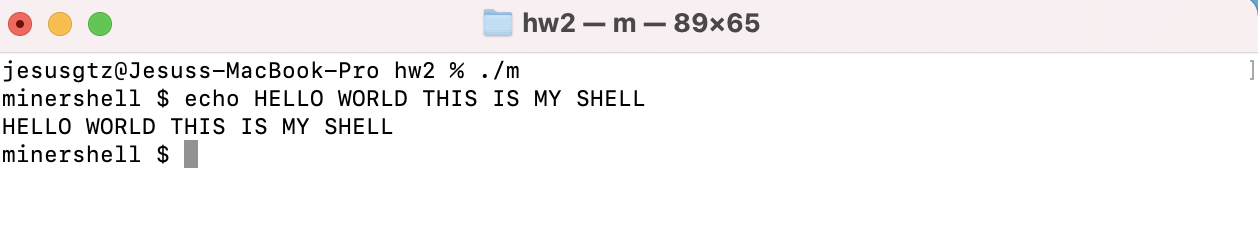 hw2 — m — 89×65
jesusgtz@Jesuss-MacBook-Pro hw2 % ./m ]
minershell $ echo HELLO WORLD THIS IS MY SHELL
HELLO WORLD THIS IS MY SHELL
minershell $